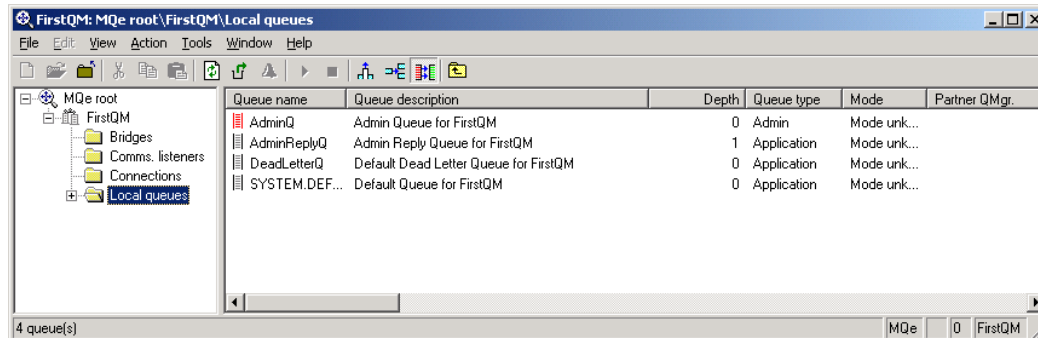 FirstQM: MQe root\FirstQM\Local queues
File Edit View Action Tools Window Help
MQe root
FirstQM
Bridges
Comms. listeners
Connections
Local queues
Queue name Queue description Depth Queue type Mode Partner QMgr.
AdminQ Admin Queue for FirstQM 0 Admin Mode unk...
AdminReplyQ Admin Reply Queue for FirstQM 1 Application Mode unk...
DeadLetterQ Default Dead Letter Queue for FirstQM 0 Application Mode unk...
SYSTEM.DEF... Default Queue for FirstQM 0 Application Mode unk...
4 queue(s) MQe 0 FirstQM